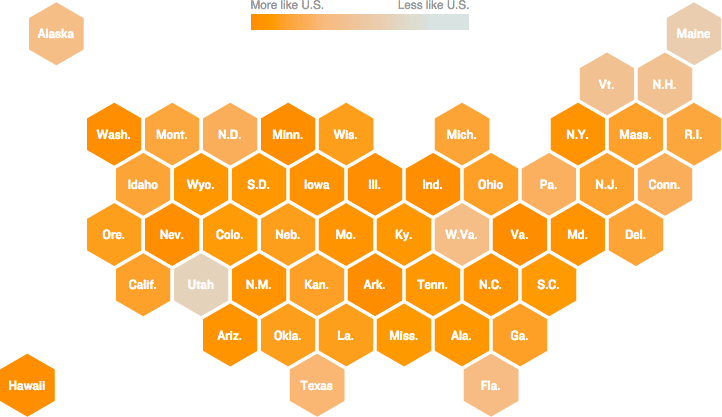 More like U.S. Less like U.S.
Alaska Maine
Vt. N.H.
Wash. Mont. N.D. Minn. Wis. Mich. N.Y. Mass. R.I.
Idaho Wyo. S.D. Iowa Ill. Ind. Ohio Pa. N.J. Conn.
Ore. Nev. Colo. Neb. Mo. Ky. W.Va. Va. Md. Del.
Calif. Utah N.M. Kan. Ark. Tenn. N.C. S.C.
Ariz. Okla. La. Miss. Ala. Ga.
Hawaii Texas Fla.